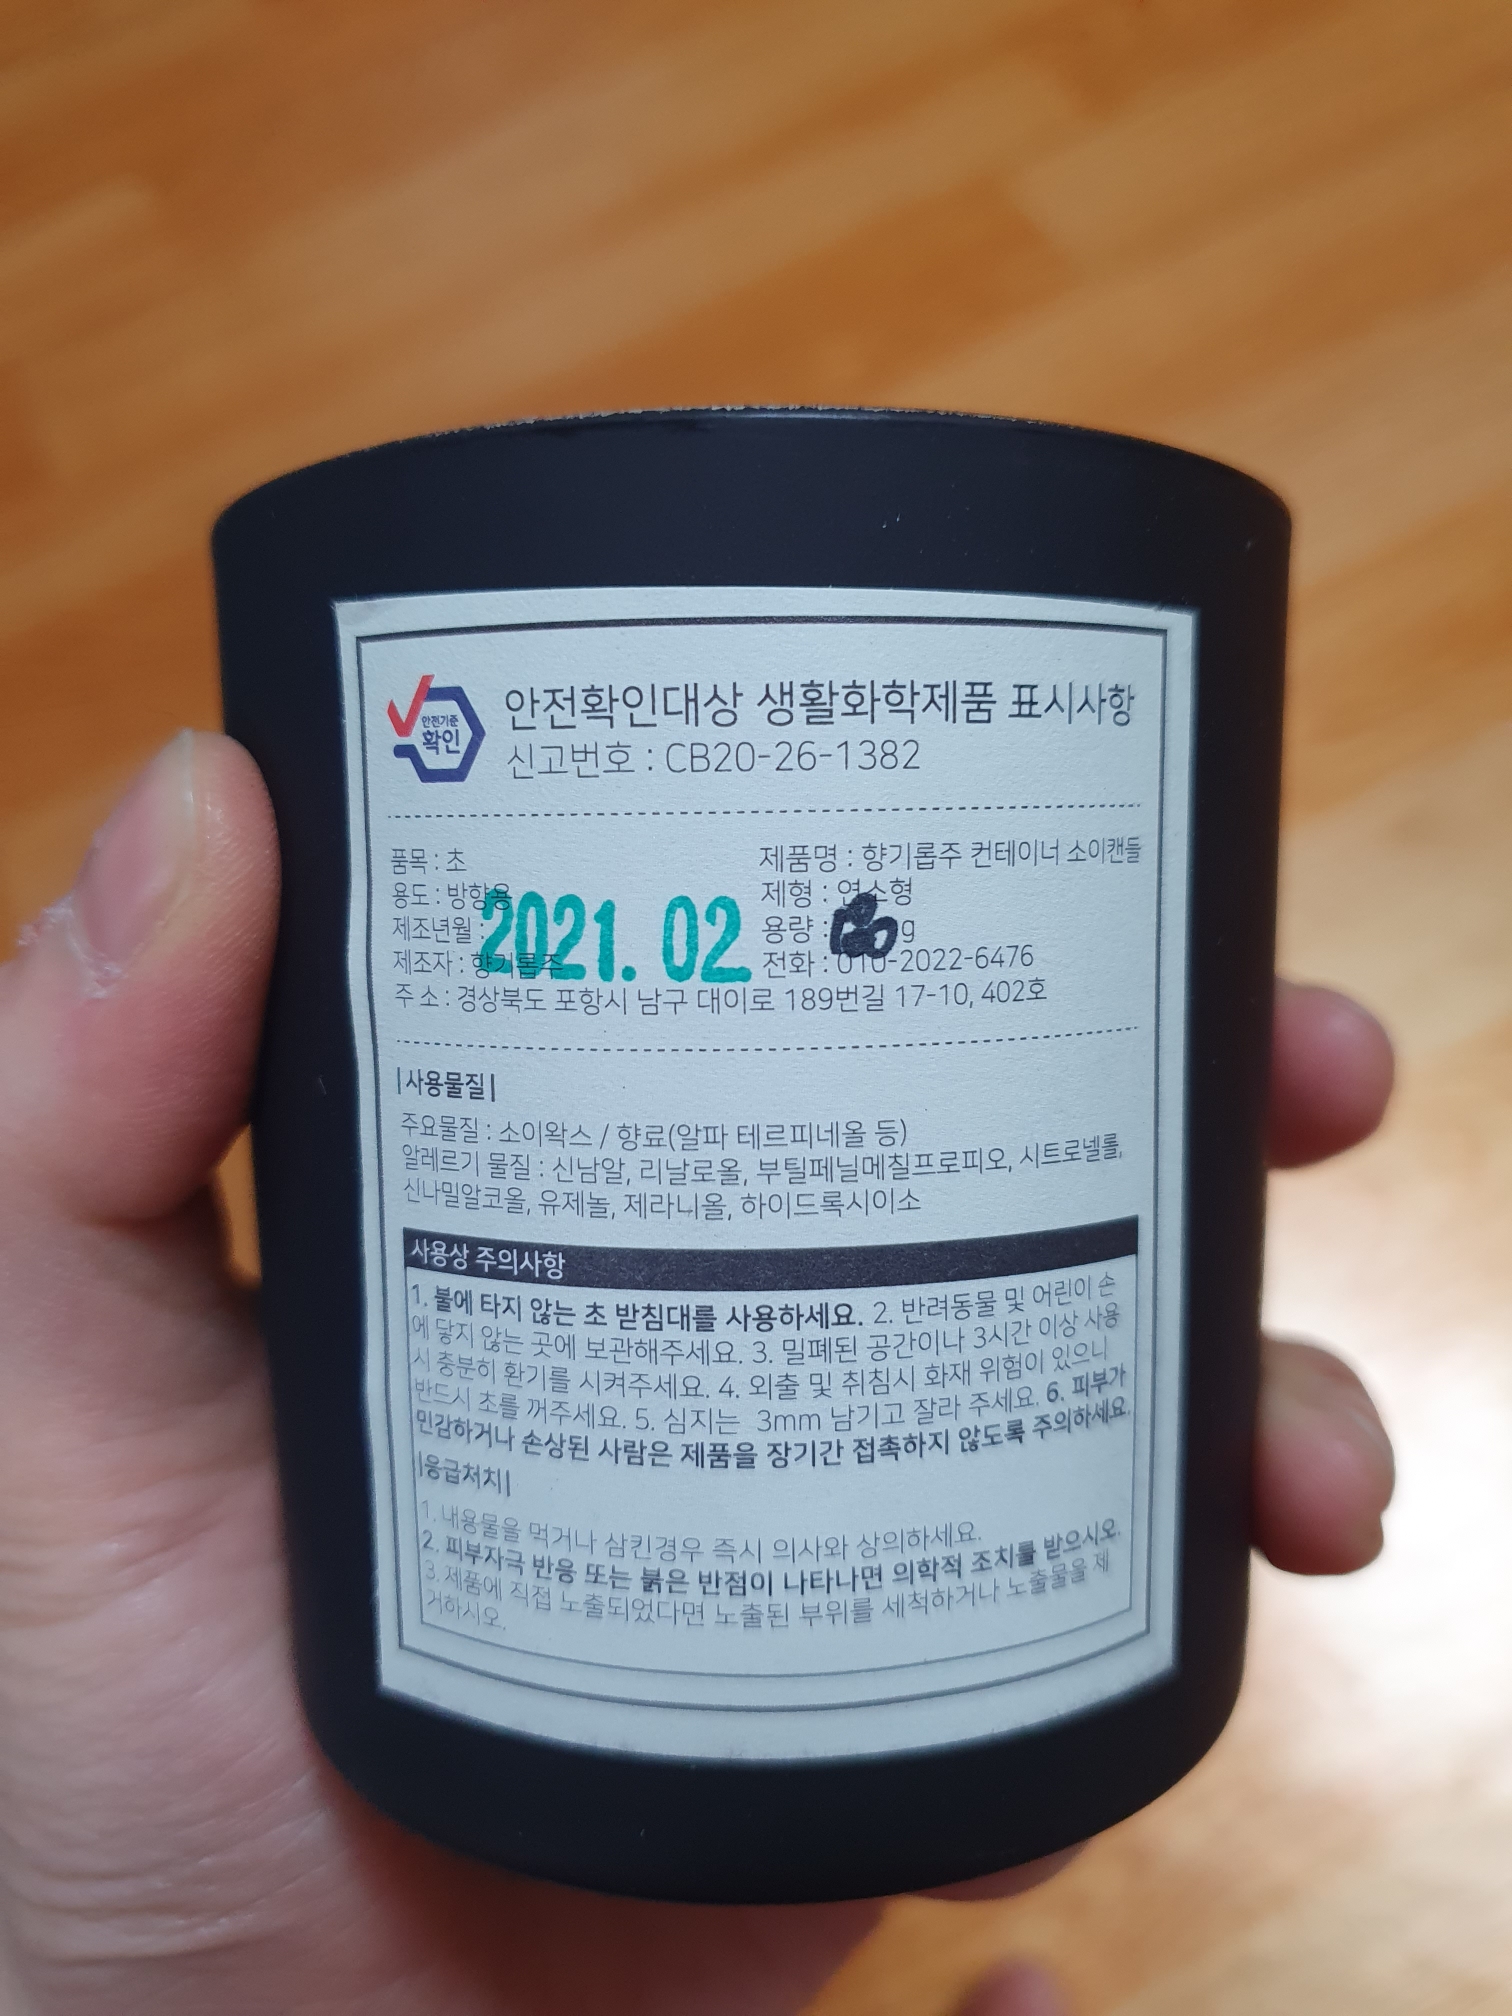 안전기준
확인
안전확인대상 생활화학제품 표시사항
신고번호 : CB20-26-1382
품목 : 초
제품명 : 향기롭주 컨테이너 소이캔들
용도 : 방향용
제형 : 연소형
제조년월 : 2021. 02
용량 : g
제조자 : 향기롭주
전화 : 010-2022-6476
주 소 : 경상북도 포항시 남구 대이로 189번길 17-10, 402호
|사용물질|
주요물질 : 소이왁스 / 향료(알파 테르피네올 등)
알레르기 물질 : 신남알, 리날로올, 부틸페닐메칠프로피오, 시트로넬롤,
신나밀알코올, 유제놀, 제라니올, 하이드록시이소
사용상 주의사항
1. 불에 타지 않는 초 받침대를 사용하세요. 2. 반려동물 및 어린이 손
에 닿지 않는 곳에 보관해주세요. 3. 밀폐된 공간이나 3시간 이상 사용
시 충분히 환기를 시켜주세요. 4. 외출 및 취침시 화재 위험이 있으니
반드시 초를 꺼주세요. 5. 심지는 3mm 남기고 잘라 주세요. 6. 피부가
민감하거나 손상된 사람은 제품을 장기간 접촉하지 않도록 주의하세요.
|응급처치|
1. 내용물을 먹거나 삼킨경우 즉시 의사와 상의하세요.
2. 피부자극 반응 또는 붉은 반점이 나타나면 의학적 조치를 받으시오.
3. 제품에 직접 노출되었다면 노출된 부위를 세척하거나 노출물을 제
거하시오.